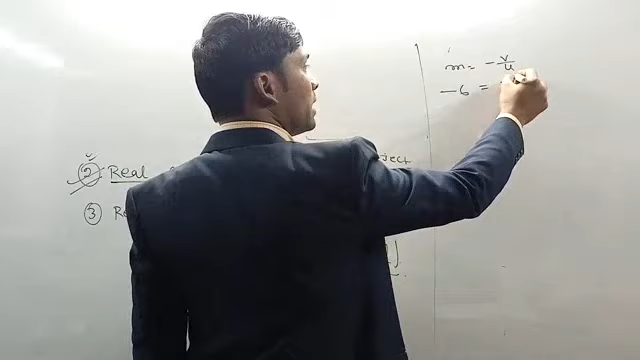 m = - v/u
- 6 =
② Real
ject
③ R